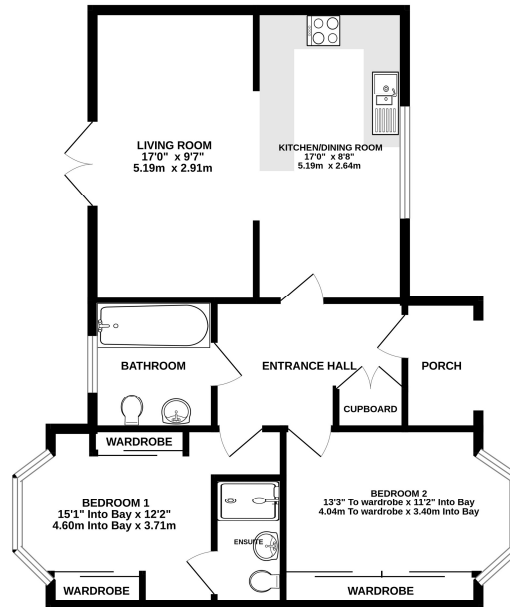 LIVING ROOM
17'0" x 9'7"
5.19m x 2.91m
KITCHEN/DINING ROOM
17'0" x 8'8"
5.19m x 2.64m
BATHROOM
ENTRANCE HALL
PORCH
CUPBOARD
WARDROBE
BEDROOM 1
15'1" Into Bay x 12'2"
4.60m Into Bay x 3.71m
BEDROOM 2
13'3" To wardrobe x 11'2" Into Bay
4.04m To wardrobe x 3.40m Into Bay
ENSUITE
WARDROBE
WARDROBE